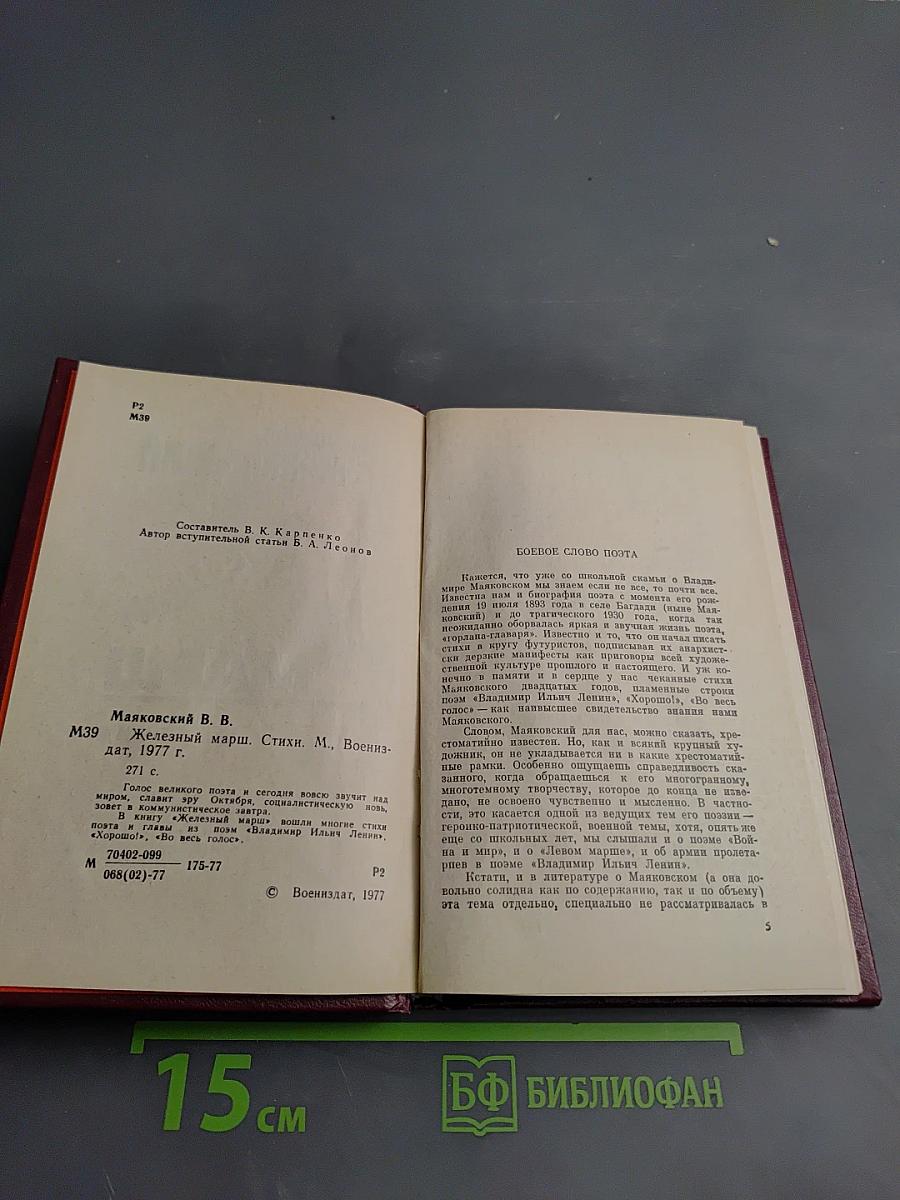 Р2
М39
Составитель В. К. Карпенко
Автор вступительной статьи Б. А. Леонов
Маяковский В. В.
М39 Железный марш. Стихи. М., Воениз-
дат, 1977 г.
271 с.
Голос великого поэта и сегодня вовсю звучит над
миром, славит эру Октября, социалистическую новь,
зовет в коммунистическое завтра.
В книгу «Железный марш» вошли многие стихи
поэта и главы из поэм «Владимир Ильич Ленин»,
«Хорошо!», «Во весь голос».
М 70402-099
068(02)-77 175-77
Р2
© Воениздат, 1977
БОЕВОЕ СЛОВО ПОЭТА
Кажется, что уже со школьной скамьи о Влади-
мире Маяковском мы знаем если не все, то почти все.
Известна нам и биография поэта с момента его рож-
дения 19 июля 1893 года в селе Багдади (ныне Мая-
ковский) и до трагического 1930 года, когда так
неожиданно оборвалась яркая и звучная жизнь поэта,
«горлана-главаря». Известно и то, что он начал писать
стихи в кругу футуристов, подписывая их анархист-
ски дерзкие манифесты как приговоры всей художе-
ственной культуре прошлого и настоящего. И уж ко-
нечно в памяти и в сердце у нас чеканные стихи
Маяковского двадцатых годов, пламенные строки
поэм «Владимир Ильич Ленин», «Хорошо!», «Во весь
голос» — как наивысшее свидетельство знания нами
Маяковского.
Словом, Маяковский для нас, можно сказать, хре-
стоматийно известен. Но, как и всякий крупный ху-
дожник, он не укладывается ни в какие хрестоматий-
ные рамки. Особенно ощущаешь справедливость ска-
занного, когда обращаешься к его многогранному,
многотемному творчеству, которое до конца не изве-
дано, не освоено чувственно и мысленно. В частно-
сти, это касается одной из ведущих тем его поэзии —
героико-патриотической, военной темы, хотя, опять же
еще со школьных лет, мы слышали и о поэме «Вой-
на и мир», и о «Левом марше», и об армии пролета-
риев в поэме «Владимир Ильич Ленин».
Кстати, и в литературе о Маяковском (а она до-
вольно солидна как по содержанию, так и по объему)
эта тема отдельно, специально не рассматривалась в
5
15 см
БФ БИБЛИОФАН